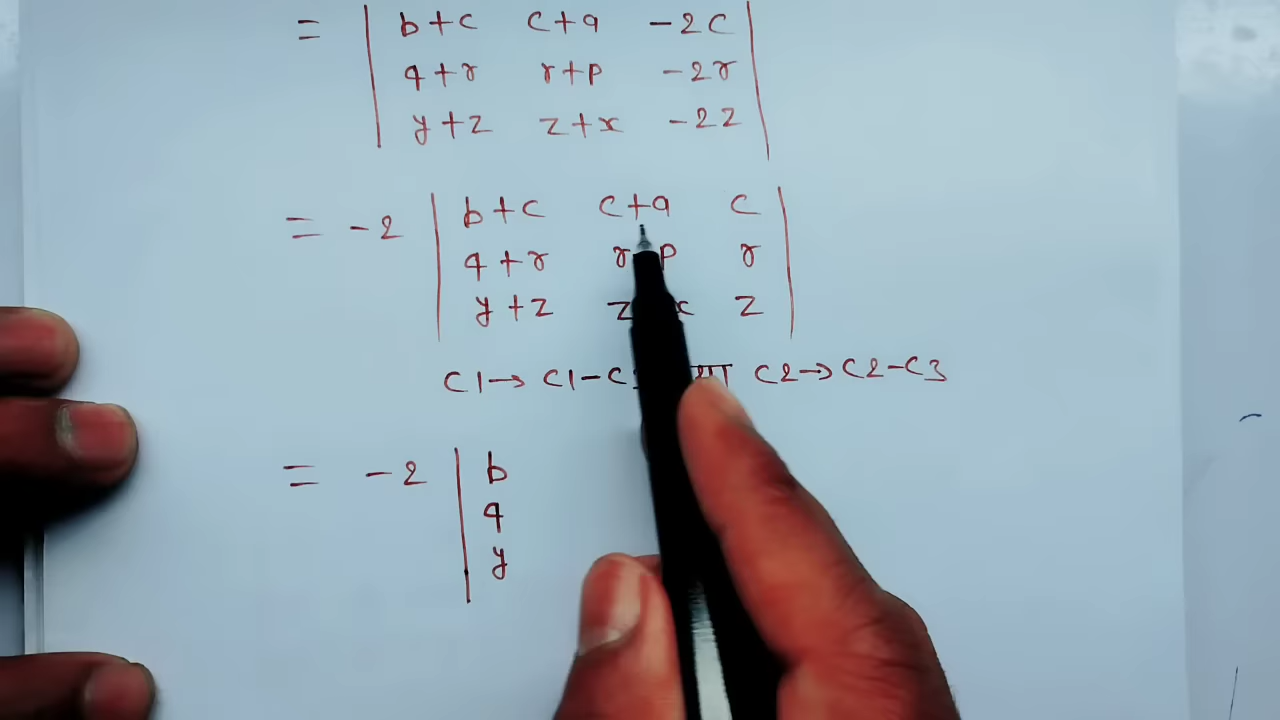 = | b+c c+a -2c |
| q+r r+p -2r |
| y+z z+x -2z |
= -2 | b+c c+a c |
| q+r r p r |
| y+z z x z |
C1→ C1-C C2→C2-C3
= -2 | b
| q
| y